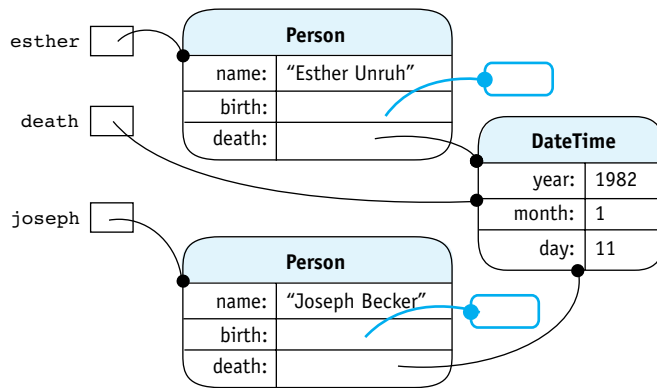 Person
esther
name: “Esther Unruh”
birth:
death
death:
DateTime
year: 1982
month: 1
day: 11
joseph
Person
name: “Joseph Becker”
birth:
death: